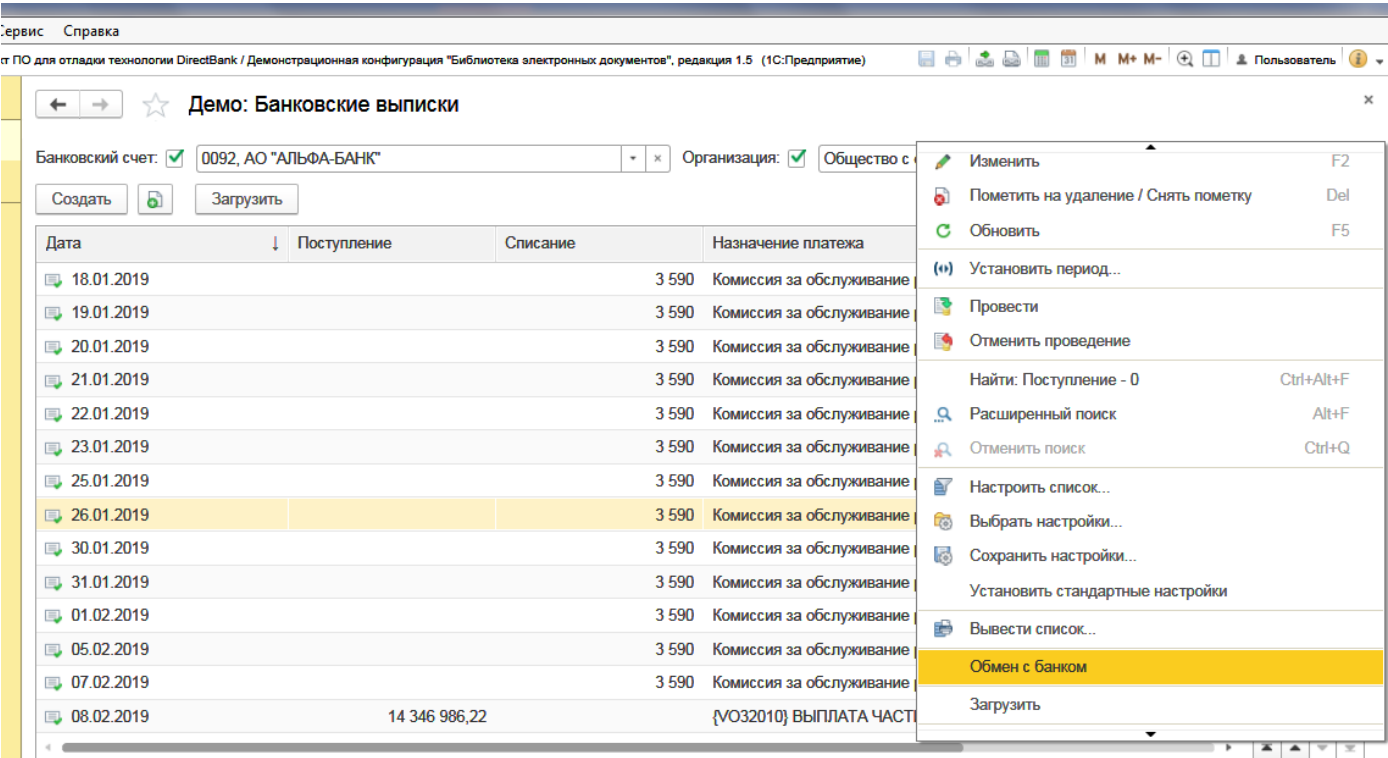 Сервис Справка
кт ПО для отладки технологии DirectBank / Демонстрационная конфигурация "Библиотека электронных документов", редакция 1.5 (1С:Предприятие) 31 M M+ M- Пользователь
Демо: Банковские выписки
Банковский счет: 0092, АО "АЛЬФА-БАНК" Организация: Общество с
Создать Загрузить
Дата Поступление Списание Назначение платежа
18.01.2019 3 590 Комиссия за обслуживание
19.01.2019 3 590 Комиссия за обслуживание
20.01.2019 3 590 Комиссия за обслуживание
21.01.2019 3 590 Комиссия за обслуживание
22.01.2019 3 590 Комиссия за обслуживание
23.01.2019 3 590 Комиссия за обслуживание
25.01.2019 3 590 Комиссия за обслуживание
26.01.2019 3 590 Комиссия за обслуживание
30.01.2019 3 590 Комиссия за обслуживание
31.01.2019 3 590 Комиссия за обслуживание
01.02.2019 3 590 Комиссия за обслуживание
05.02.2019 3 590 Комиссия за обслуживание
07.02.2019 3 590 Комиссия за обслуживание
08.02.2019 14 346 986,22 {VO32010} ВЫПЛАТА ЧАСТИ
Изменить F2
Пометить на удаление / Снять пометку Del
Обновить F5
Установить период...
Провести
Отменить проведение
Найти: Поступление - 0 Ctrl+Alt+F
Расширенный поиск Alt+F
Отменить поиск Ctrl+Q
Настроить список...
Выбрать настройки...
Сохранить настройки...
Установить стандартные настройки
Вывести список...
Обмен с банком
Загрузить